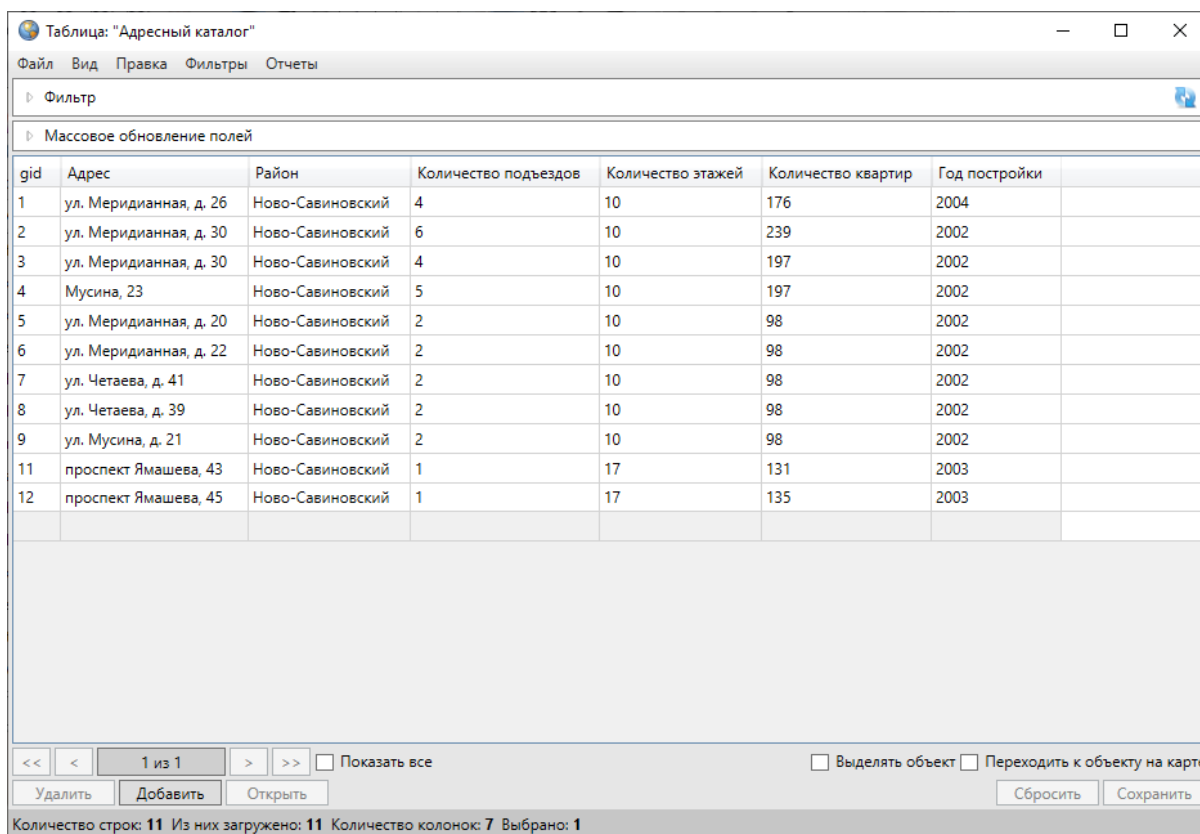 Таблица: "Адресный каталог"
Файл Вид Правка Фильтры Отчеты
Фильтр
Массовое обновление полей
gid Адрес Район Количество подъездов Количество этажей Количество квартир Год постройки
1 ул. Меридианная, д. 26 Ново-Савиновский 4 10 176 2004
2 ул. Меридианная, д. 30 Ново-Савиновский 6 10 239 2002
3 ул. Меридианная, д. 30 Ново-Савиновский 4 10 197 2002
4 Мусина, 23 Ново-Савиновский 5 10 197 2002
5 ул. Меридианная, д. 20 Ново-Савиновский 2 10 98 2002
6 ул. Меридианная, д. 22 Ново-Савиновский 2 10 98 2002
7 ул. Четаева, д. 41 Ново-Савиновский 2 10 98 2002
8 ул. Четаева, д. 39 Ново-Савиновский 2 10 98 2002
9 ул. Мусина, д. 21 Ново-Савиновский 2 10 98 2002
11 проспект Ямашева, 43 Ново-Савиновский 1 17 131 2003
12 проспект Ямашева, 45 Ново-Савиновский 1 17 135 2003
<< < 1 из 1 > >> Показать все Выделять объект Переходить к объекту на карте
Удалить Добавить Открыть Сбросить Сохранить
Количество строк: 11 Из них загружено: 11 Количество колонок: 7 Выбрано: 1